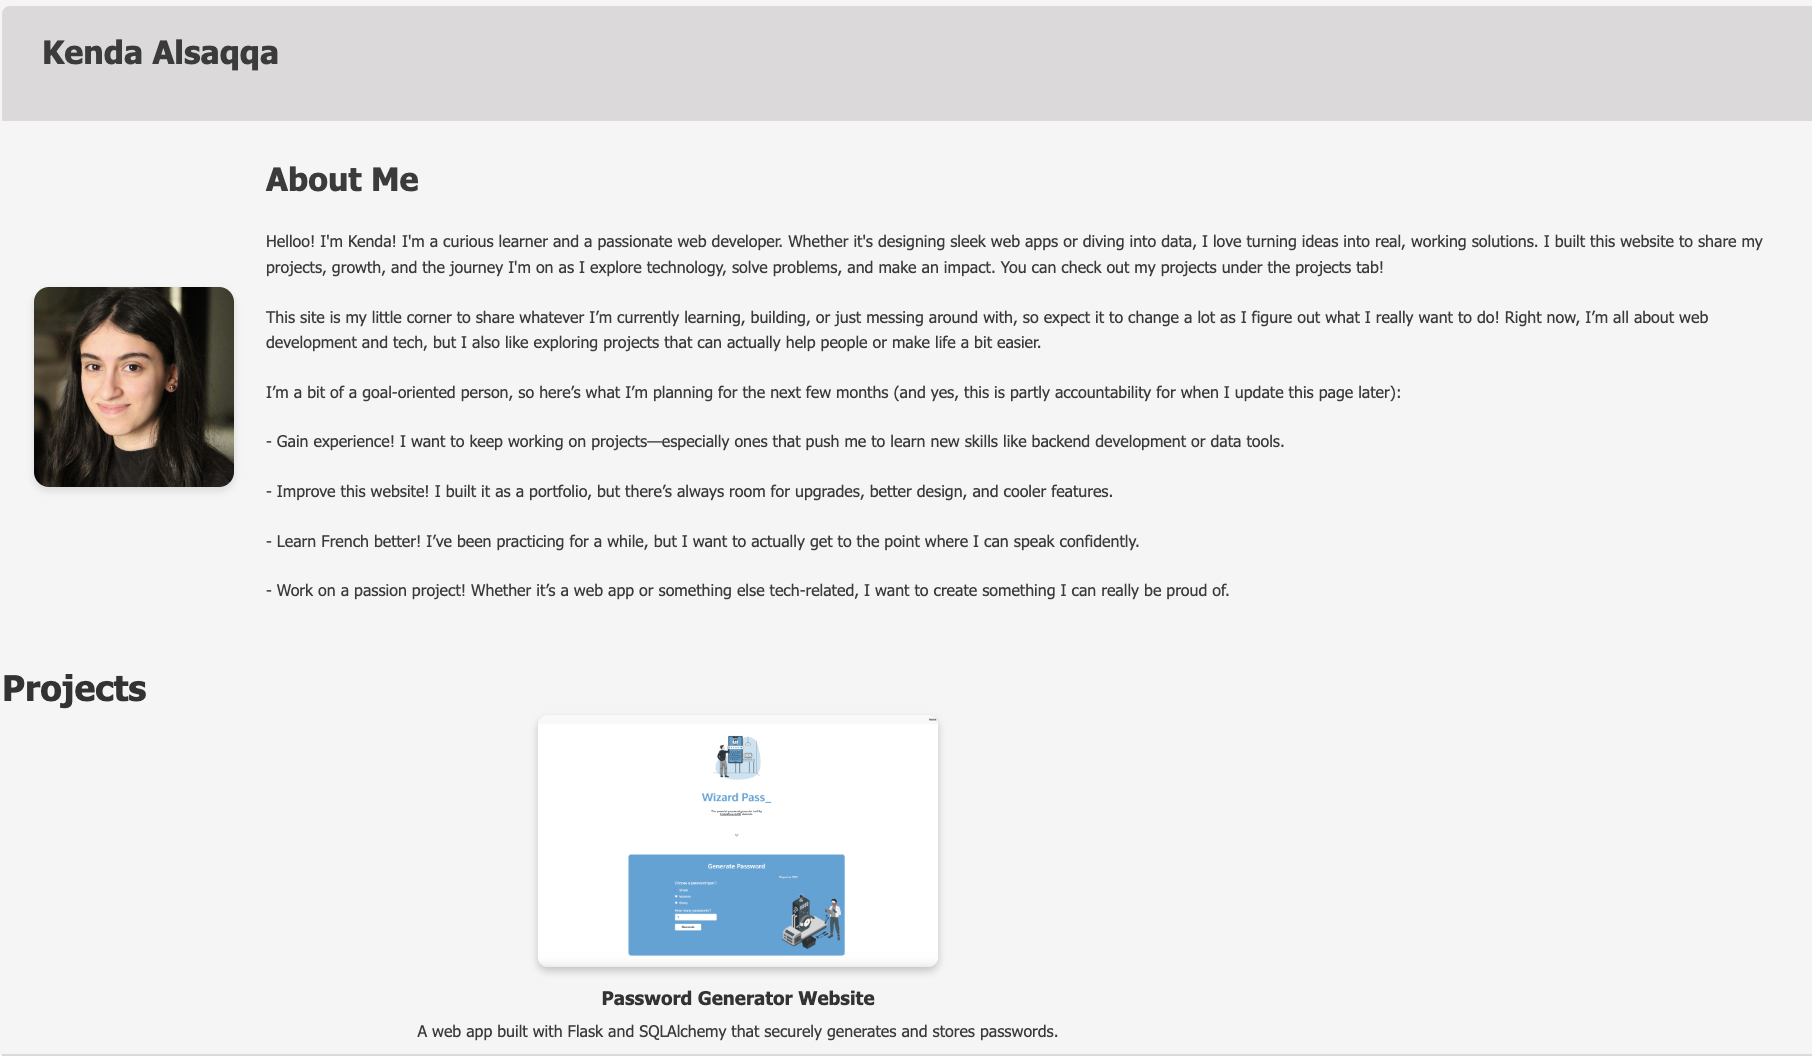 Kenda Alsaqqa
About Me
Helloo! I'm Kenda! I'm a curious learner and a passionate web developer. Whether it's designing sleek web apps or diving into data, I love turning ideas into real, working solutions. I built this website to share my
projects, growth, and the journey I'm on as I explore technology, solve problems, and make an impact. You can check out my projects under the projects tab!
This site is my little corner to share whatever I’m currently learning, building, or just messing around with, so expect it to change a lot as I figure out what I really want to do! Right now, I’m all about web
development and tech, but I also like exploring projects that can actually help people or make life a bit easier.
I’m a bit of a goal-oriented person, so here’s what I’m planning for the next few months (and yes, this is partly accountability for when I update this page later):
- Gain experience! I want to keep working on projects—especially ones that push me to learn new skills like backend development or data tools.
- Improve this website! I built it as a portfolio, but there’s always room for upgrades, better design, and cooler features.
- Learn French better! I’ve been practicing for a while, but I want to actually get to the point where I can speak confidently.
- Work on a passion project! Whether it’s a web app or something else tech-related, I want to create something I can really be proud of.
Projects
Wizard Pass_
Generate Password
Password Generator Website
A web app built with Flask and SQLAlchemy that securely generates and stores passwords.